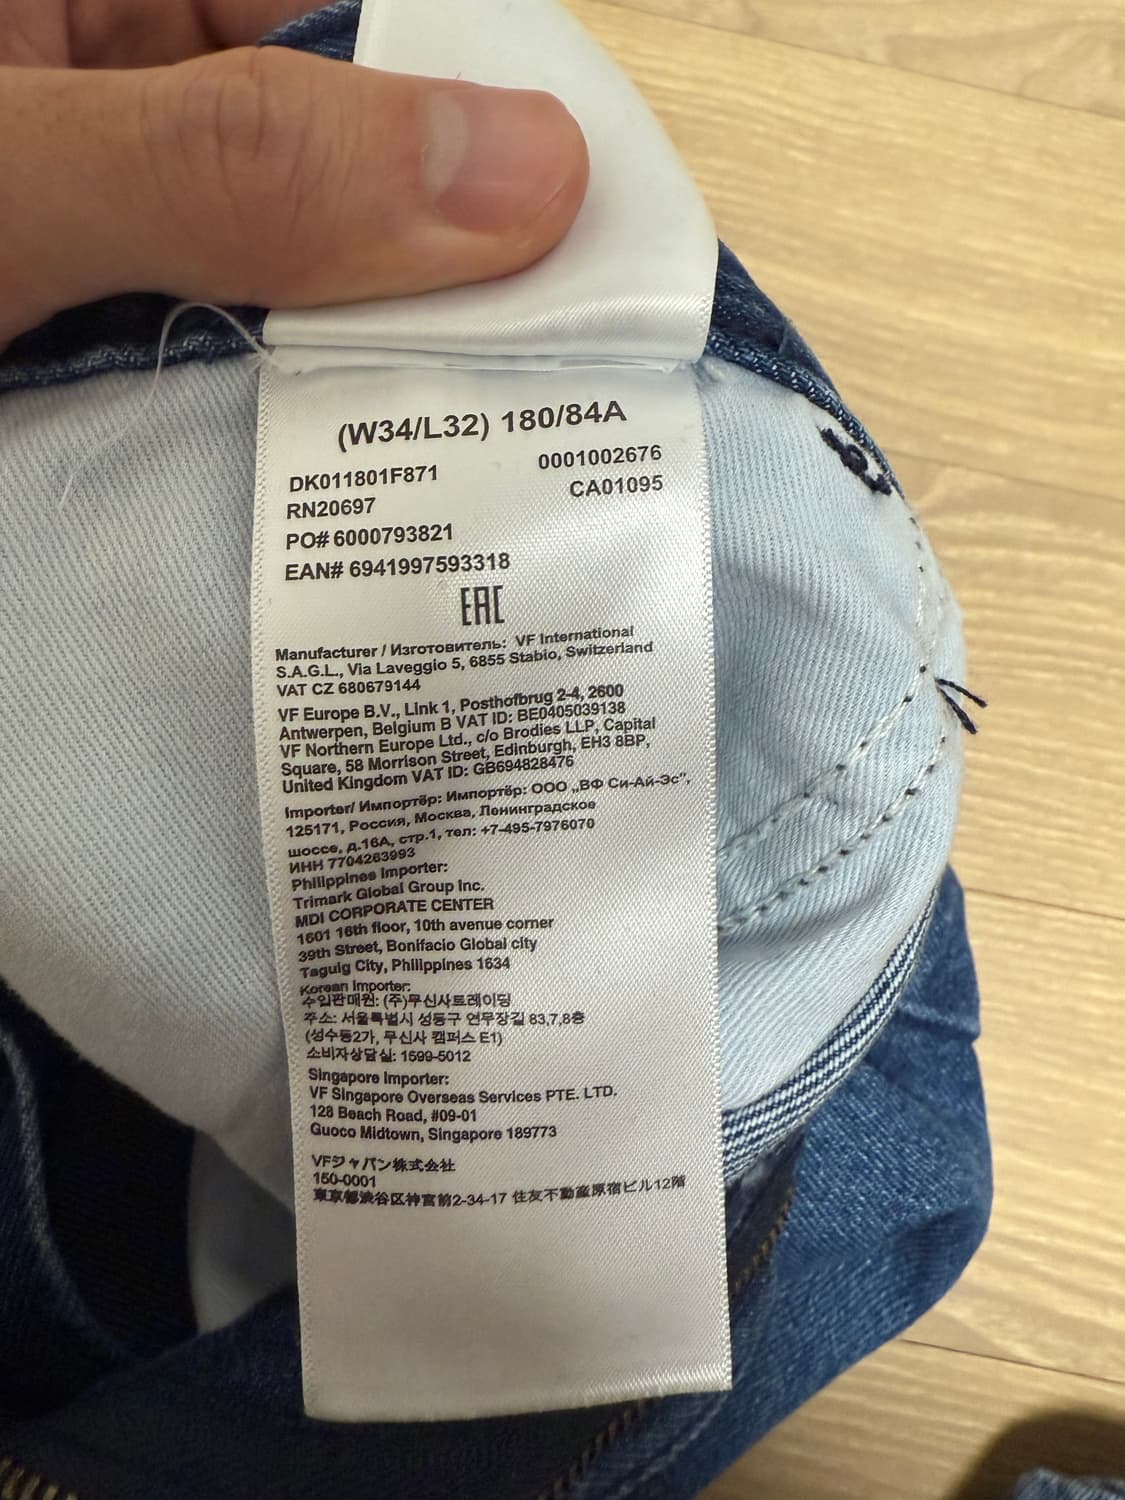 (W34/L32) 180/84A
DK011801F871 0001002676
RN20697 CA01095
PO# 6000793821
EAN# 6941997593318
EAC
Manufacturer / Изготовитель: VF International
S.A.G.L., Via Laveggio 5, 6855 Stabio, Switzerland
VAT CZ 680679144
VF Europe B.V., Link 1, Posthofbrug 2-4, 2600
Antwerpen, Belgium B VAT ID: BE0405039138
VF Northern Europe Ltd., c/o Brodies LLP, Capital
Square, 58 Morrison Street, Edinburgh, EH3 8BP,
United Kingdom VAT ID: GB694828476
Importer/ Импортёр: Импортёр: ООО „ВФ Си-Ай-Эс",
125171, Россия, Москва, Ленинградское
шоссе, д.16А, стр.1, тел: +7-495-7976070
ИНН 7704263993
Philippines Importer:
Trimark Global Group Inc.
MDI CORPORATE CENTER
1601 16th floor, 10th avenue corner
39th Street, Bonifacio Global city
Taguig City, Philippines 1634
Korean Importer:
수입판매원: (주)무신사트레이딩
주소: 서울특별시 성동구 연무장길 83,7,8층
(성수동2가, 무신사 캠퍼스 E1)
소비자상담실: 1599-5012
Singapore Importer:
VF Singapore Overseas Services PTE. LTD.
128 Beach Road, #09-01
Guoco Midtown, Singapore 189773
VFジャパン株式会社
150-0001
東京都渋谷区神宮前2-34-17 住友不動産原宿ビル12階